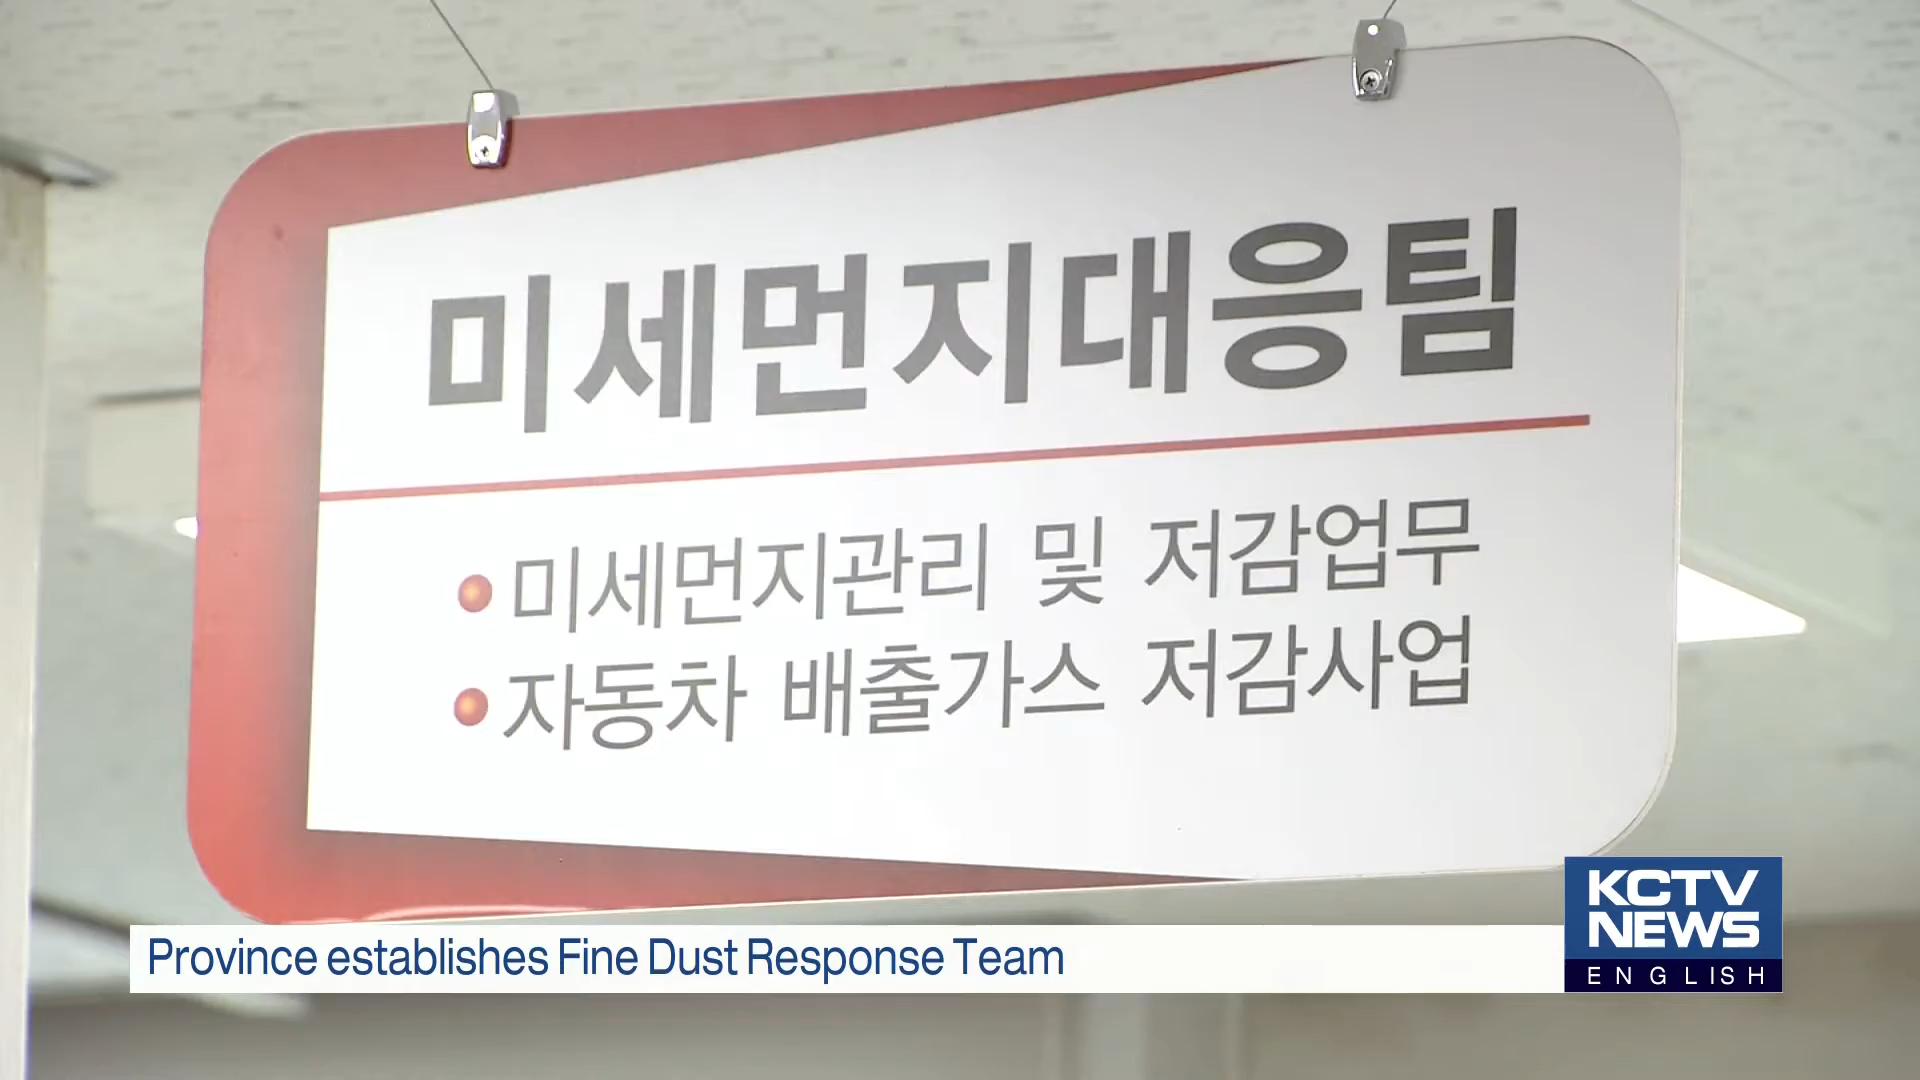 미세먼지대응팀
미세먼지관리 및 저감업무
자동차 배출가스 저감사업
Province establishes Fine Dust Response Team
KCTV
NEWS
ENGLISH